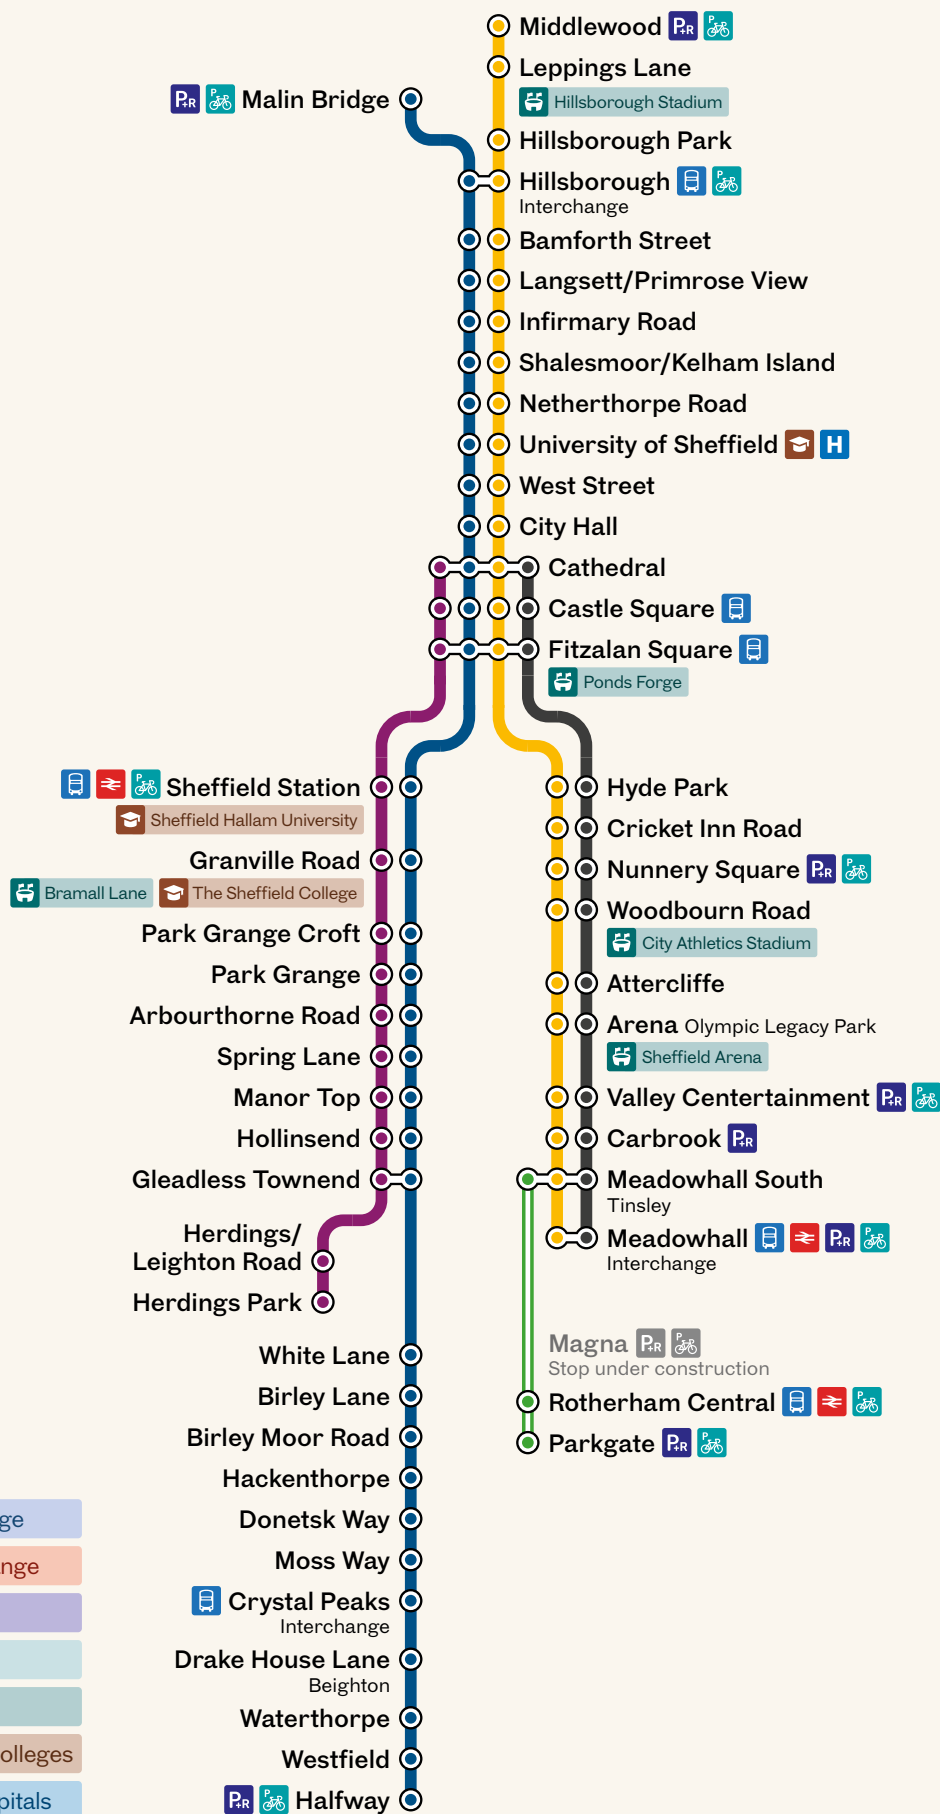 Middlewood P+R P
Leppings Lane
Hillsborough Stadium
P+R P Malin Bridge
Hillsborough Park
Hillsborough P
Interchange
Bamforth Street
Langsett/Primrose View
Infirmary Road
Shalesmoor/Kelham Island
Netherthorpe Road
University of Sheffield H
West Street
City Hall
Cathedral
Castle Square
Fitzalan Square
Ponds Forge
P Sheffield Station
Sheffield Hallam University
Granville Road
Bramall Lane The Sheffield College
Park Grange Croft
Park Grange
Arbourthorne Road
Spring Lane
Manor Top
Hollinsend
Gleadless Townend
Herdings/
Leighton Road
Herdings Park
White Lane
Birley Lane
Birley Moor Road
Hackenthorpe
Donetsk Way
Moss Way
Crystal Peaks
Interchange
Drake House Lane
Beighton
Waterthorpe
Westfield
P+R P Halfway
Hyde Park
Cricket Inn Road
Nunnery Square P+R P
Woodbourn Road
City Athletics Stadium
Attercliffe
Arena Olympic Legacy Park
Sheffield Arena
Valley Centertainment P+R P
Carbrook P+R
Meadowhall South
Tinsley
Meadowhall P+R P
Interchange
Magna P+R P
Stop under construction
Rotherham Central P
Parkgate P+R P
ge
nge
olleges
pitals